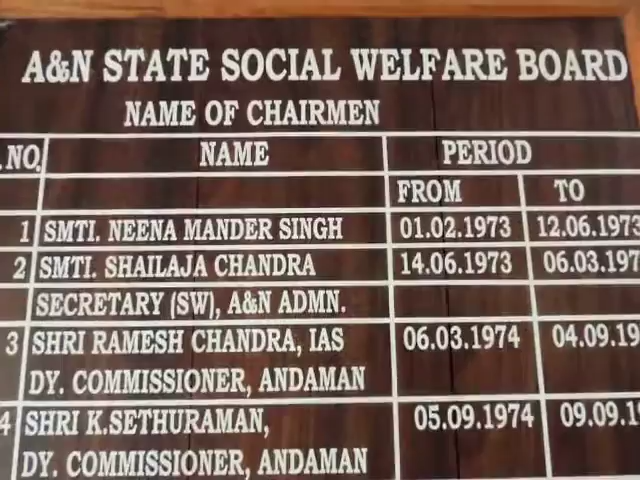 A&N STATE SOCIAL WELFARE BOARD
NAME OF CHAIRMEN
. NO. NAME PERIOD
FROM TO
1 SMTI. NEENA MANDER SINGH 01.02.1973 12.06.1973
2 SMTI. SHAILAJA CHANDRA 14.06.1973 06.03.197
SECRETARY (SW), A&N ADMN.
3 SHRI RAMESH CHANDRA, IAS 06.03.1974 04.09.19
DY. COMMISSIONER, ANDAMAN
4 SHRI K.SETHURAMAN, 05.09.1974 09.09.1
DY. COMMISSIONER, ANDAMAN